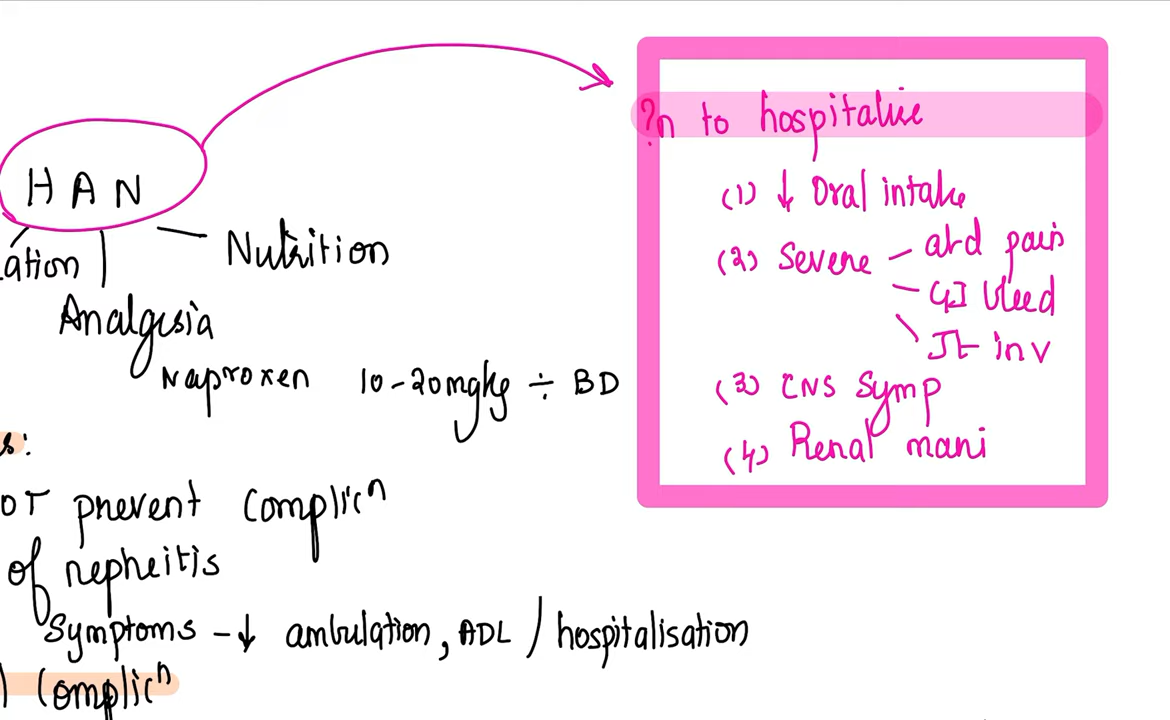 ?n to hospitalise
HAN
(1) ↓ Oral intake
ation
Nutrition
(2) Severe
abd pain
GI bleed
Jt inv
Analgesia
Naproxen 10-20mg/kg ÷ BD
(3) CNS Symp
(4) Renal mani
s:
or prevent Complicⁿ
of nephritis
Symptoms - ↓ ambulation, ADL / hospitalisation
) Complicⁿ